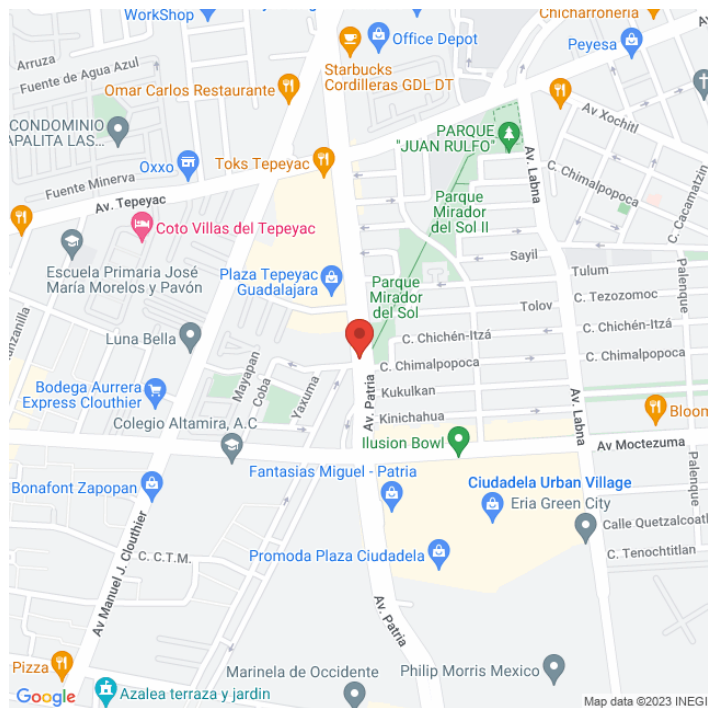 WorkShop
Office Depot
Chicharronería
Peyesa
Arruza
Fuente de Agua Azul
Starbucks
Cordilleras GDL DT
Omar Carlos Restaurante
Av Xochitl
CONDOMINIO
APALITA LAS...
PARQUE
"JUAN RULFO"
Oxxo
Toks Tepeyac
Fuente Minerva
Av. Tepeyac
Av. Labna
C. Chimalpopoca
C. Cacamatzin
Parque
Mirador
del Sol II
Coto Villas del Tepeyac
Sayil
Escuela Primaria José
María Morelos y Pavón
Plaza Tepeyac
Guadalajara
Parque
Mirador
del Sol
Tulum
C. Tezozomoc
Palenque
Tolov
C. Chichén-Itzá
C. Chichén-Itzá
Luna Bella
C. Chimalpopoca
C. Chimalpopoca
Mayapan
Coba
Yaxuma
Bodega Aurrera
Express Clouthier
Kukulkan
Av. Patria
Kinichahua
Av. Labna
Bloom
Colegio Altamira, A.C
Ilusion Bowl
Av Moctezuma
Palenque
Fantasias Miguel - Patria
Bonafont Zapopan
Ciudadela Urban Village
Eria Green City
Calle Quetzalcoatl
C. Tenochtitlan
C. C.T.M.
Promoda Plaza Ciudadela
Av Manuel J. Clouthier
Av. Patria
Pizza
Marinela de Occidente
Philip Morris Mexico
Azalea terraza y jardin
Google
Map data ©2023 INEGI